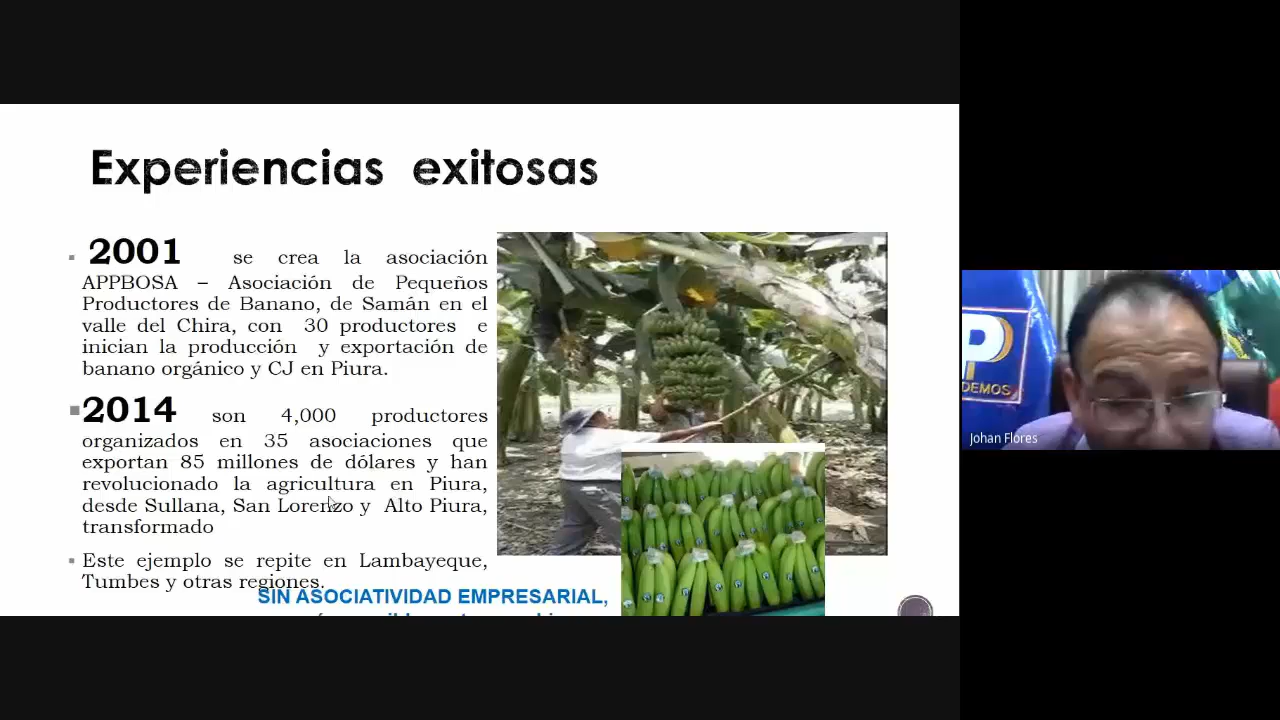 Experiencias exitosas
▪ 2001 se crea la asociación
APPBOSA – Asociación de Pequeños
Productores de Banano, de Samán en el
valle del Chira, con 30 productores e
inician la producción y exportación de
banano orgánico y CJ en Piura.
▪ 2014 son 4,000 productores
organizados en 35 asociaciones que
exportan 85 millones de dólares y han
revolucionado la agricultura en Piura,
desde Sullana, San Lorenzo y Alto Piura,
transformado
▪ Este ejemplo se repite en Lambayeque,
Tumbes y otras regiones.
SIN ASOCIATIVIDAD EMPRESARIAL,
P
DEMOS
Johan Flores